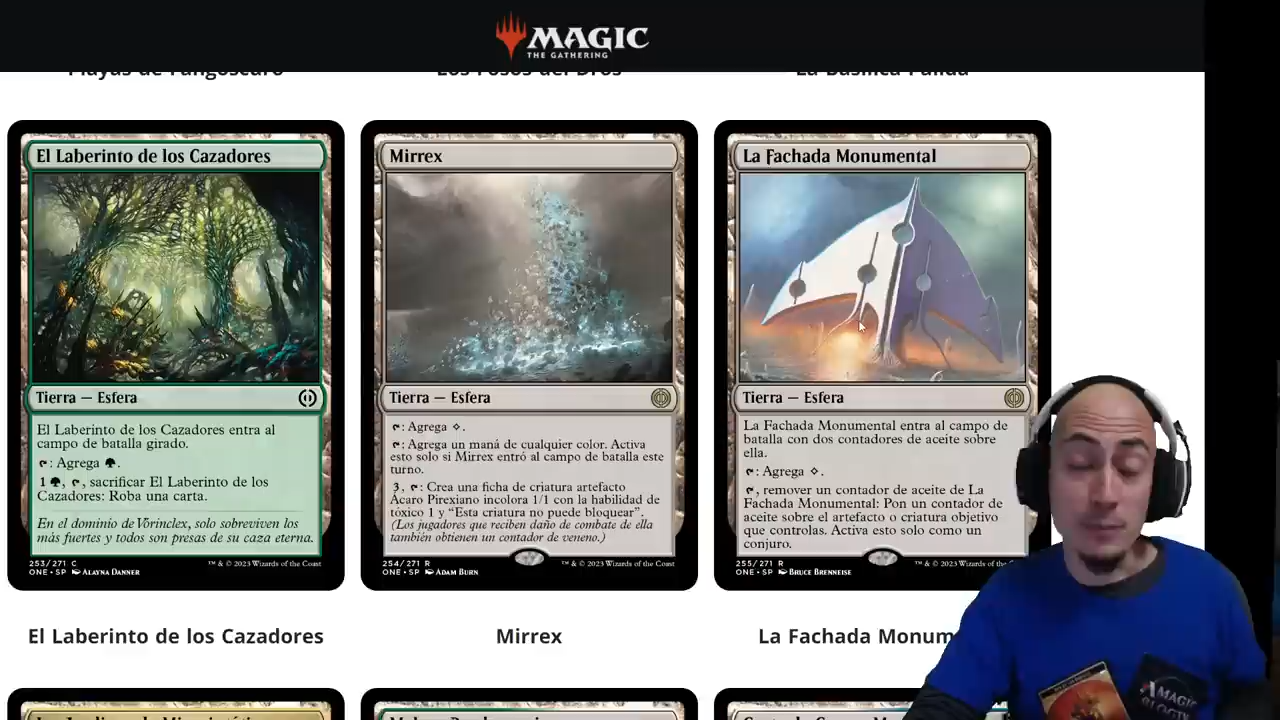 MAGIC
THE GATHERING
El Laberinto de los Cazadores
Tierra — Esfera
El Laberinto de los Cazadores entra al
campo de batalla girado.
: Agrega .
1 , , sacrificar El Laberinto de los
Cazadores: Roba una carta.
En el dominio de Vorinclex, solo sobreviven los
más fuertes y todos son presas de su caza eterna.
253/271 C
ONE • SP ALAYNA DANNER
™ & © 2023 Wizards of the Coast
El Laberinto de los Cazadores
Mirrex
Tierra — Esfera
: Agrega .
: Agrega un maná de cualquier color. Activa
esto solo si Mirrex entró al campo de batalla este
turno.
3, : Crea una ficha de criatura artefacto
Ácaro Pirexiano incolora 1/1 con la habilidad de
tóxico 1 y “Esta criatura no puede bloquear”.
(Los jugadores que reciben daño de combate de ella
también obtienen un contador de veneno.)
254/271 R
ONE • SP ADAM BURN
™ & © 2023 Wizards of the Coast
Mirrex
La Fachada Monumental
Tierra — Esfera
La Fachada Monumental entra al campo de
batalla con dos contadores de aceite sobre
ella.
: Agrega .
, remover un contador de aceite de La
Fachada Monumental: Pon un contador de
aceite sobre el artefacto o criatura objetivo
que controlas. Activa esto solo como un
conjuro.
255/271 R
ONE • SP BRUCE BRENNEISE
™ & © 2023 Wizards of the
La Fachada Monum
MAGIC